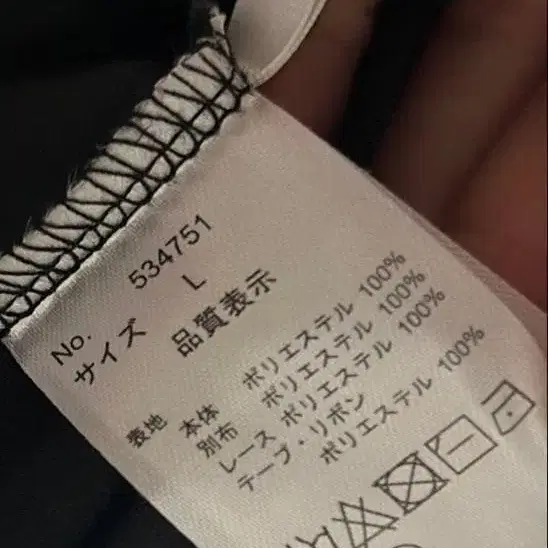 No. 534751
サイズ L
品質表示
表地 本体 ポリエステル 100%
別布 ポリエステル 100%
レース ポリエステル 100%
テープ・リボン
ポリエステル 100%